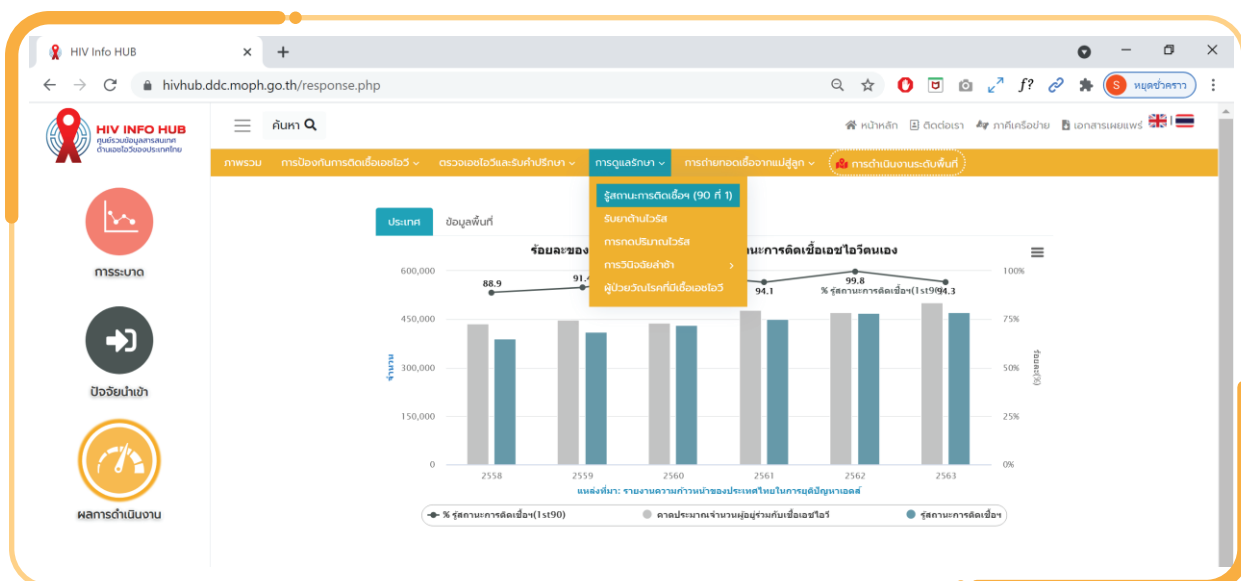 HIV Info HUB
hivhub.ddc.moph.go.th/response.php
S หยุดชั่วคราว
HIV INFO HUB
ศูนย์รวมข้อมูลสารสนเทศ
ด้านเอชไอวีของประเทศไทย
ค้นหา
หน้าหลัก ติดต่อเรา ภาคีเครือข่าย เอกสารเผยแพร่
ภาพรวม การป้องกันการติดเชื้อเอชไอวี ตรวจเอชไอวีและรับคำปรึกษา การดูแลรักษา การถ่ายทอดเชื้อจากแม่สู่ลูก การดำเนินงานระดับพื้นที่
รู้สถานะการติดเชื้อฯ (90 ที่ 1)
รับยาต้านไวรัส
การกดปริมาณไวรัส
การวินิจฉัยล่าช้า
ผู้ป่วยวัณโรคที่มีเชื้อเอชไอวี
การระบาด
ปัจจัยนำเข้า
ผลการดำเนินงาน
ประเทศ ข้อมูลพื้นที่
ร้อยละของ นะการติดเชื้อเอชไอวีตนเอง
600,000 100%
88.9 91. 94.1 99.8 94.3
% รู้สถานะการติดเชื้อฯ(1st90)
450,000 75%
300,000 50%
150,000 25%
0 0%
จำนวน
ร้อยละ(%)
2558 2559 2560 2561 2562 2563
แหล่งที่มา: รายงานความก้าวหน้าของประเทศไทยในการยุติปัญหาเอดส์
% รู้สถานะการติดเชื้อฯ(1st90) คาดประมาณจำนวนผู้อยู่ร่วมกับเชื้อเอชไอวี รู้สถานะการติดเชื้อฯ